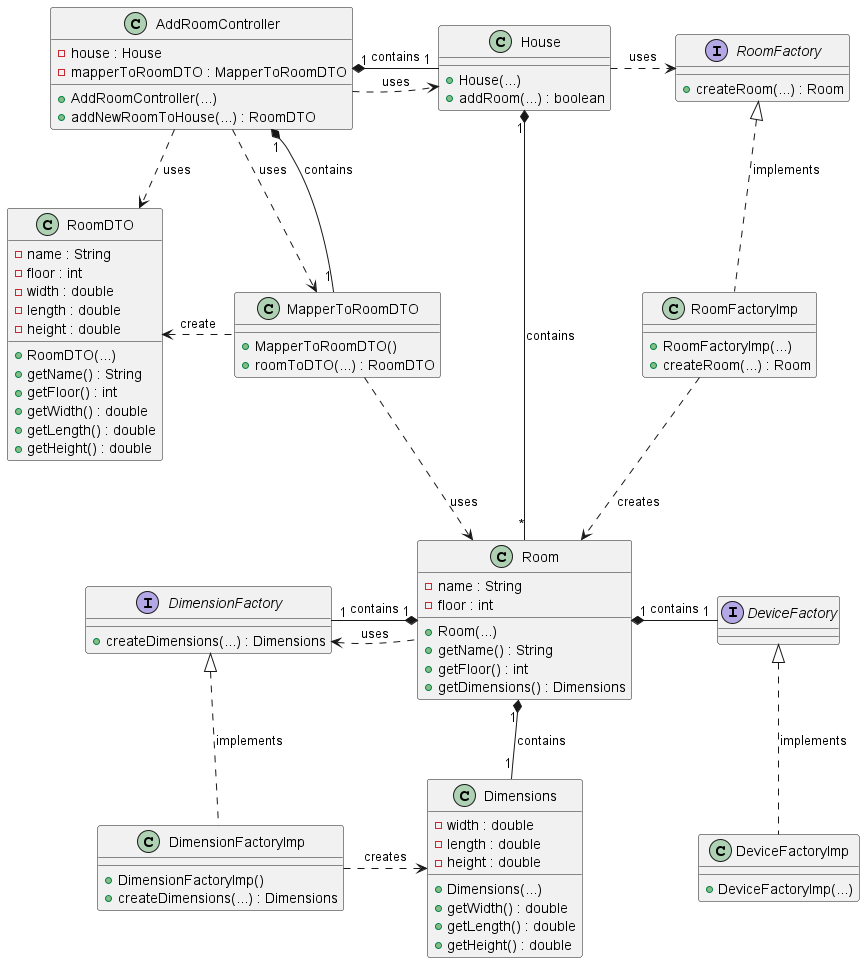 C AddRoomController
house : House
mapperToRoomDTO : MapperToRoomDTO
AddRoomController(...)
addNewRoomToHouse(...) : RoomDTO
1 contains 1
uses
C House
House(...)
addRoom(...) : boolean
uses
I RoomFactory
createRoom(...) : Room
uses
uses
1
contains
1
1
contains
*
implements
C RoomDTO
name : String
floor : int
width : double
length : double
height : double
RoomDTO(...)
getName() : String
getFloor() : int
getWidth() : double
getLength() : double
getHeight() : double
create
C MapperToRoomDTO
MapperToRoomDTO()
roomToDTO(...) : RoomDTO
C RoomFactoryImp
RoomFactoryImp(...)
createRoom(...) : Room
uses
creates
I DimensionFactory
createDimensions(...) : Dimensions
1 contains 1
uses
C Room
name : String
floor : int
Room(...)
getName() : String
getFloor() : int
getDimensions() : Dimensions
1 contains 1
I DeviceFactory
implements
1
contains
1
implements
C DimensionFactoryImp
DimensionFactoryImp()
createDimensions(...) : Dimensions
creates
C Dimensions
width : double
length : double
height : double
Dimensions(...)
getWidth() : double
getLength() : double
getHeight() : double
C DeviceFactoryImp
DeviceFactoryImp(...)